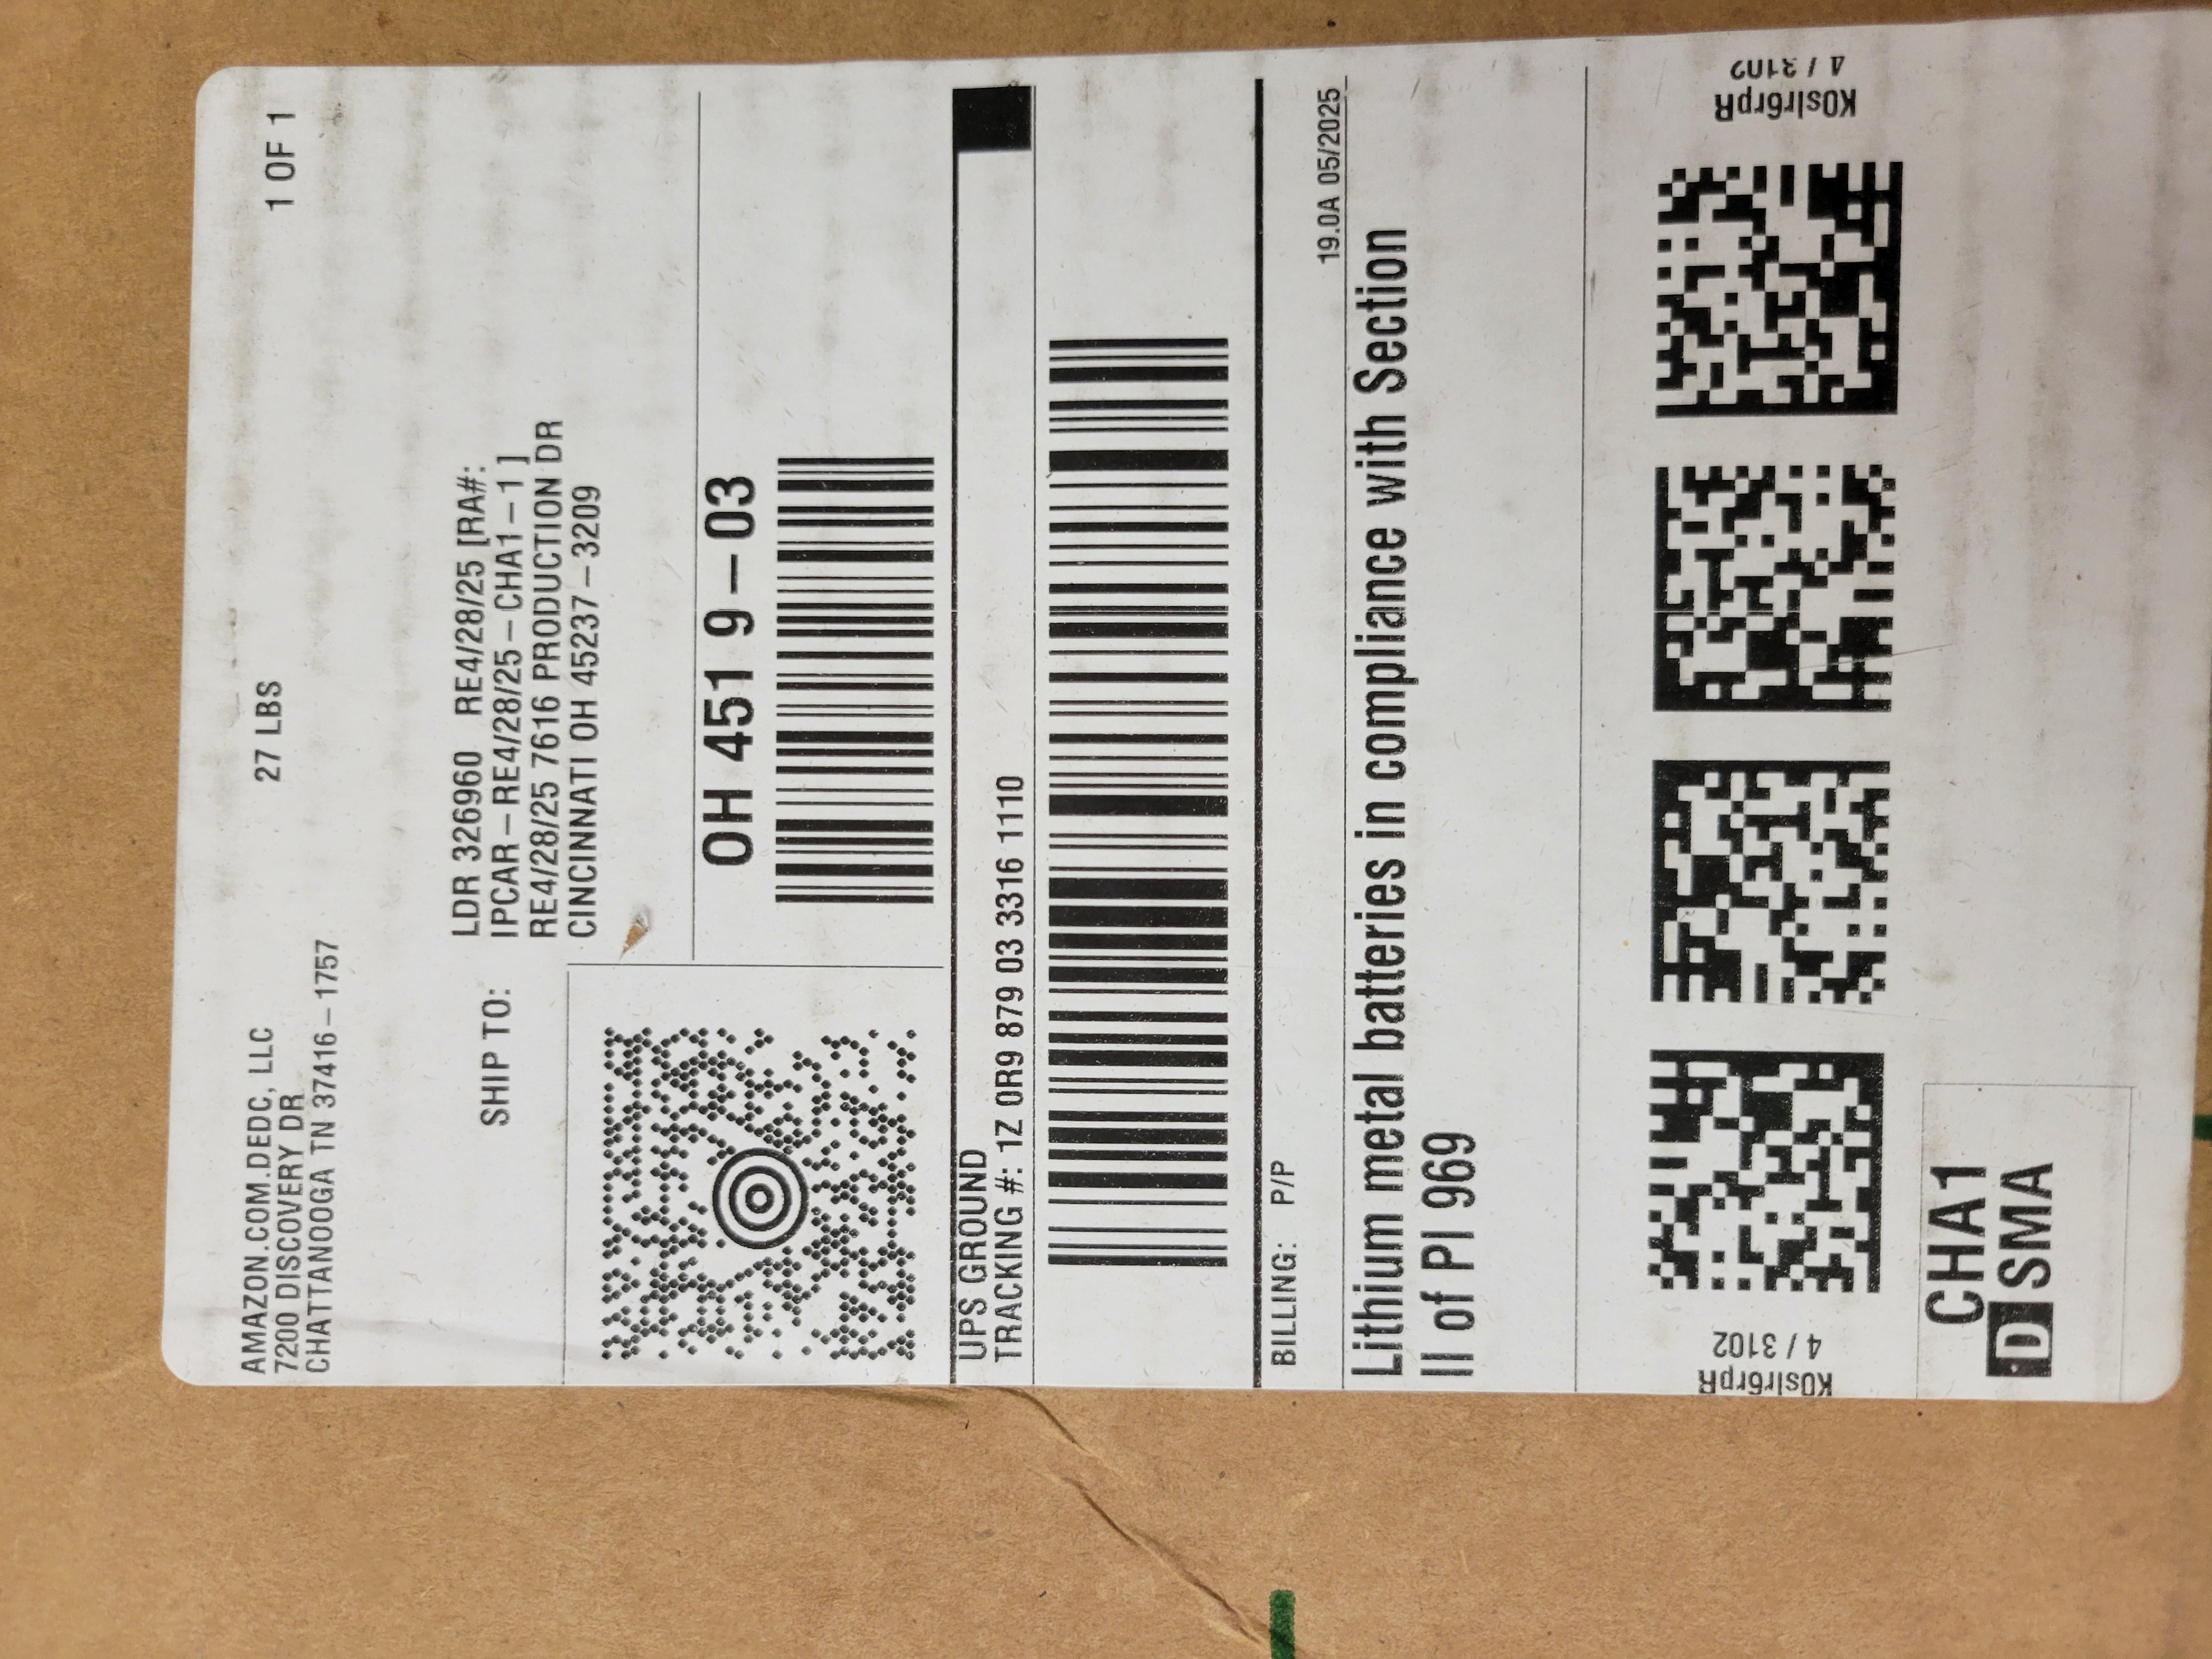 AMAZON.COM.DEDC, LLC
7200 DISCOVERY DR
CHATTANOOGA TN 37416-1757
27 LBS
1 OF 1
SHIP TO:
LDR 326960 RE4/28/25 [RA#:
IPCAR-RE4/28/25-CHA1-1 ]
RE4/28/25 7616 PRODUCTION DR
CINCINNATI OH 45237-3209
OH 451 9-03
UPS GROUND
TRACKING #: 1Z 0R9 879 03 3316 1110
BILLING: P/P
19.0A 05/2025
Lithium metal batteries in compliance with Section
II of PI 969
K0slr6rpR
4 / 3102
K0slr6rpR
4 / 3102
CHA1
D SMA